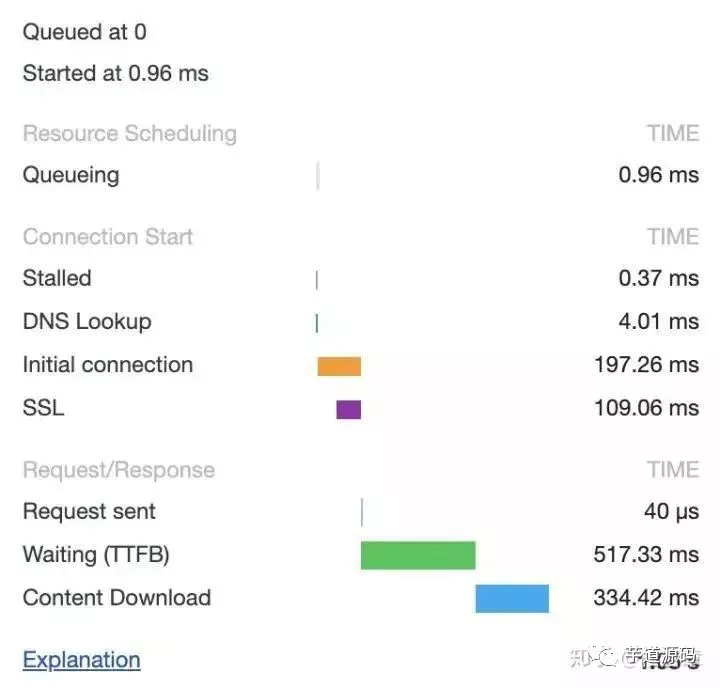 Queued at 0
Started at 0.96 ms
Resource Scheduling TIME
Queueing 0.96 ms
Connection Start TIME
Stalled 0.37 ms
DNS Lookup 4.01 ms
Initial connection 197.26 ms
SSL 109.06 ms
Request/Response TIME
Request sent 40 μs
Waiting (TTFB) 517.33 ms
Content Download 334.42 ms
Explanation 1.05 s
芋道源码